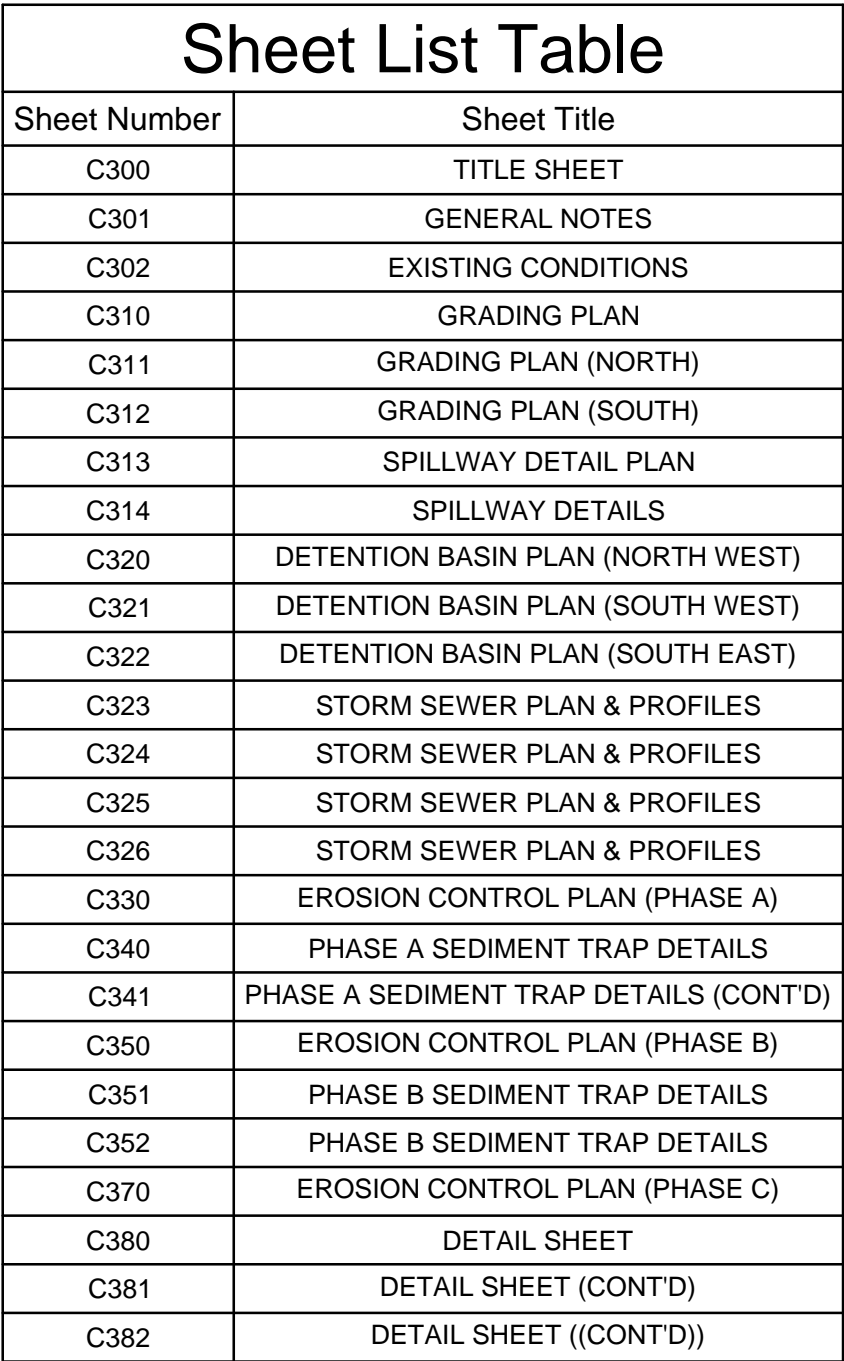 Sheet List Table
Sheet Number Sheet Title
C300 TITLE SHEET
C301 GENERAL NOTES
C302 EXISTING CONDITIONS
C310 GRADING PLAN
C311 GRADING PLAN (NORTH)
C312 GRADING PLAN (SOUTH)
C313 SPILLWAY DETAIL PLAN
C314 SPILLWAY DETAILS
C320 DETENTION BASIN PLAN (NORTH WEST)
C321 DETENTION BASIN PLAN (SOUTH WEST)
C322 DETENTION BASIN PLAN (SOUTH EAST)
C323 STORM SEWER PLAN & PROFILES
C324 STORM SEWER PLAN & PROFILES
C325 STORM SEWER PLAN & PROFILES
C326 STORM SEWER PLAN & PROFILES
C330 EROSION CONTROL PLAN (PHASE A)
C340 PHASE A SEDIMENT TRAP DETAILS
C341 PHASE A SEDIMENT TRAP DETAILS (CONT'D)
C350 EROSION CONTROL PLAN (PHASE B)
C351 PHASE B SEDIMENT TRAP DETAILS
C352 PHASE B SEDIMENT TRAP DETAILS
C370 EROSION CONTROL PLAN (PHASE C)
C380 DETAIL SHEET
C381 DETAIL SHEET (CONT'D)
C382 DETAIL SHEET ((CONT'D))